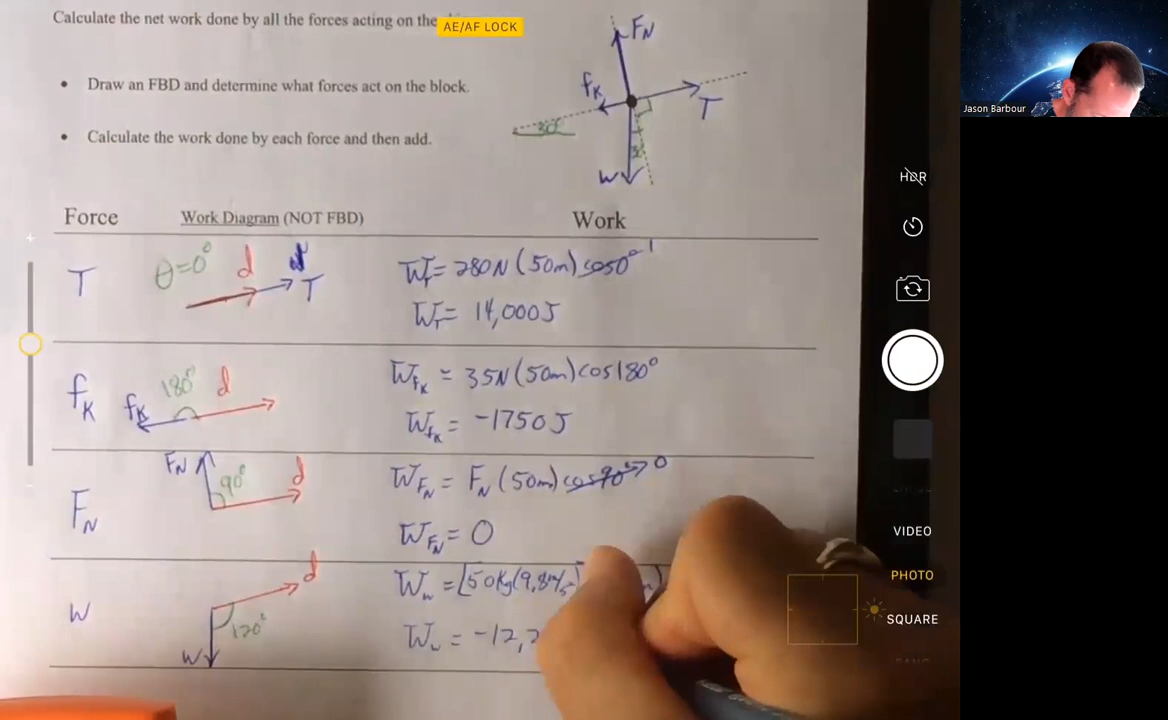 Calculate the net work done by all the forces acting on the
AE/AF LOCK
• Draw an FBD and determine what forces act on the block.
• Calculate the work done by each force and then add.
FN
fK
T
30°
W
Jason Barbour
HDR
Force Work Diagram (NOT FBD) Work
T θ=0° d T WT= 280N (50m) cos0° 1
WT= 14,000J
fK fK 180° d WfK = 35N (50m) cos180°
WfK = -1750J
FN FN 90° d WFN = FN (50m) cos90° 0
WFN = 0
W W 120° d Ww = [50Kg(9.8m/s²)
Ww = -12,2
VIDEO
PHOTO
SQUARE